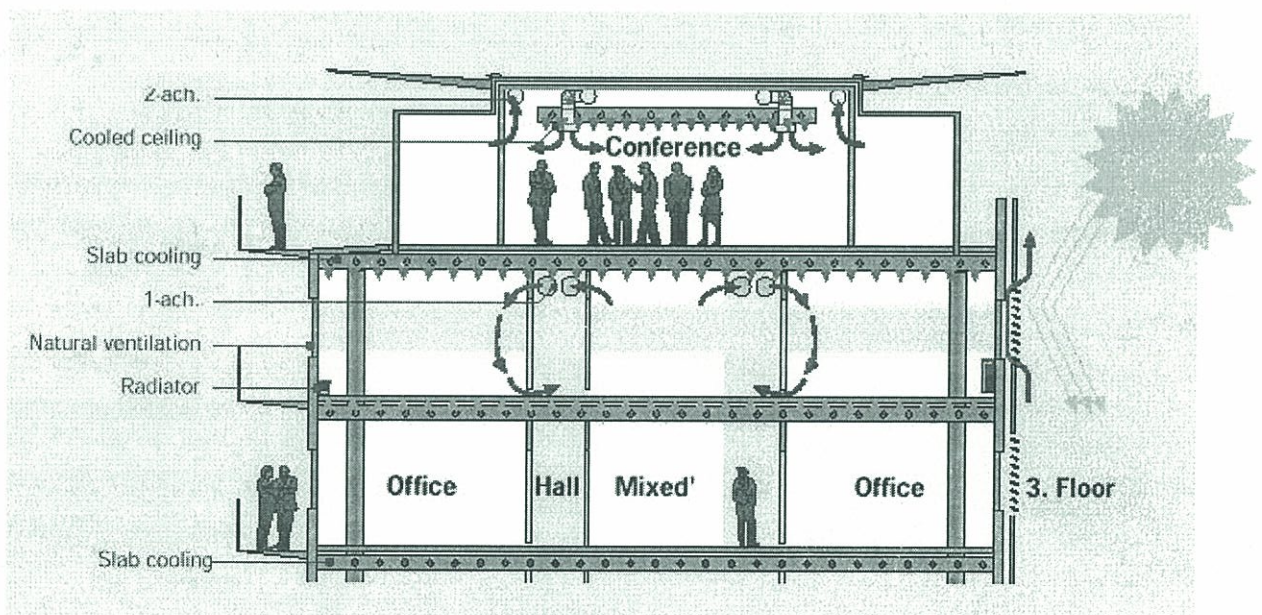 2-ach.
Cooled ceiling
Conference
Slab cooling
1-ach.
Natural ventilation
Radiator
Office
Hall
Mixed'
Office
3. Floor
Slab cooling